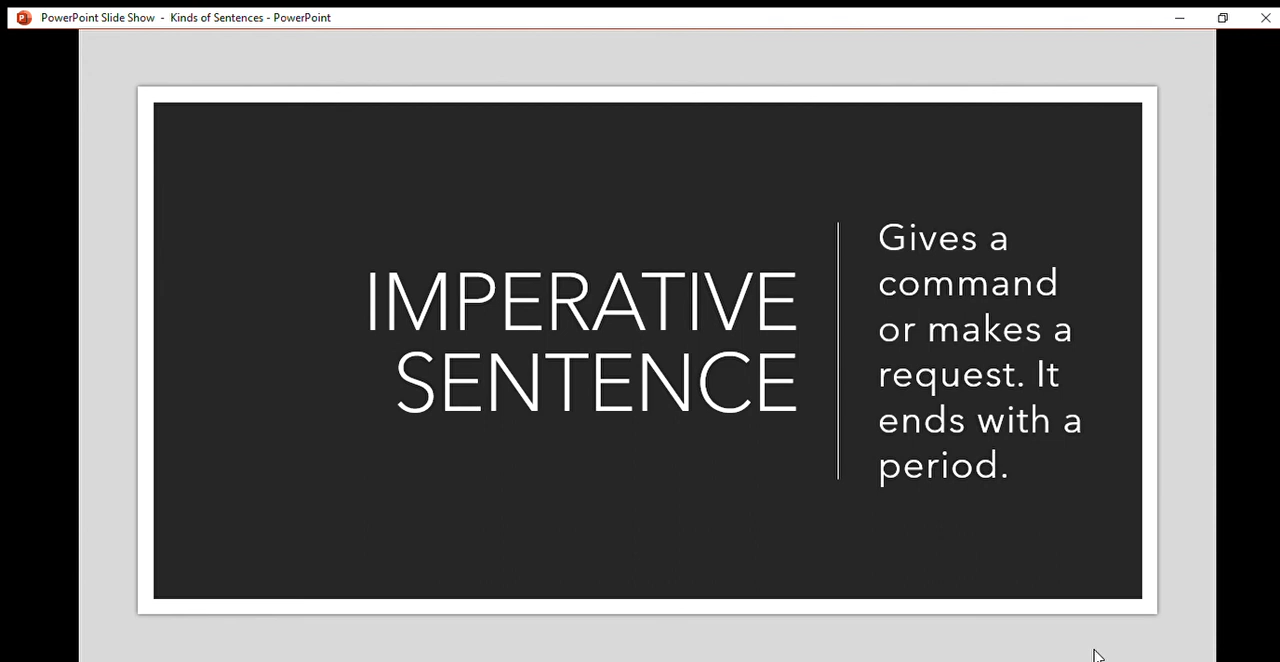 PowerPoint Slide Show - Kinds of Sentences - PowerPoint
IMPERATIVE
SENTENCE
Gives a
command
or makes a
request. It
ends with a
period.